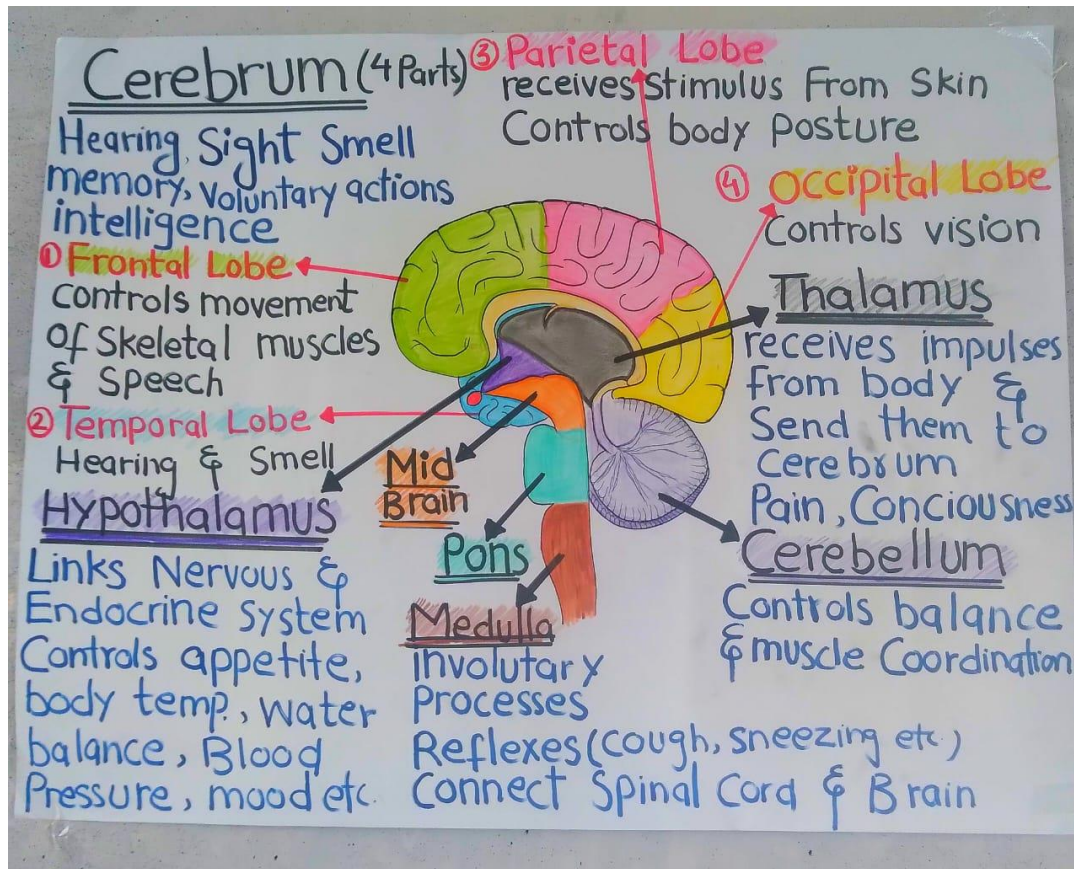 Cerebrum (4 Parts)
Hearing, Sight Smell
memory, Voluntary actions
intelligence
① Frontal Lobe
Controls movement
Of Skeletal muscles
& Speech
② Temporal Lobe
Hearing & Smell
Hypothalamus
Links Nervous &
Endocrine System
Controls appetite,
body temp., Water
balance, Blood
Pressure, mood etc.
③ Parietal Lobe
receives Stimulus From Skin
Controls body Posture
④ Occipital Lobe
Controls vision
Thalamus
receives impulses
From body &
Send them to
Cerebrum
Pain, Conciousness
Cerebellum
Controls balance
& muscle Coordination
Mid
Brain
Pons
Medulla
involutary
Processes
Reflexes (Cough, sneezing etc.)
Connect Spinal Cord & Brain